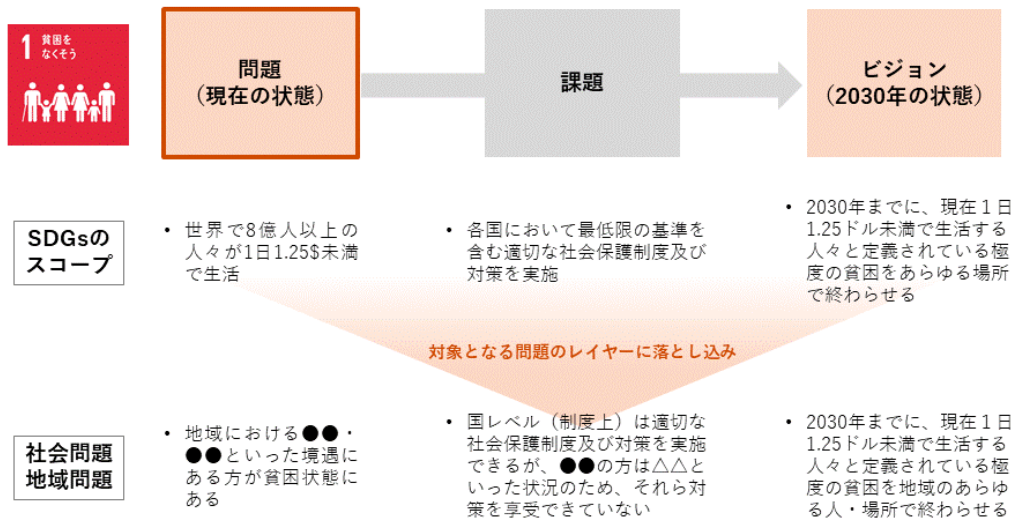 1 貧困を
なくそう
問題
（現在の状態）
課題
ビジョン
（2030年の状態）
SDGsの
スコープ
• 世界で8億人以上の
人々が1日1.25$未満
で生活
• 各国において最低限の基準を
含む適切な社会保護制度及び
対策を実施
• 2030年までに、現在１日
1.25ドル未満で生活する
人々と定義されている極
度の貧困をあらゆる場所
で終わらせる
対象となる問題のレイヤーに落とし込み
社会問題
地域問題
• 地域における●●・
●●といった境遇に
ある方が貧困状態に
ある
• 国レベル（制度上）は適切な
社会保護制度及び対策を実施
できるが、●●の方は△△と
いった状況のため、それら対
策を享受できていない
• 2030年までに、現在１日
1.25ドル未満で生活する
人々と定義されている極
度の貧困を地域のあらゆ
る人・場所で終わらせる